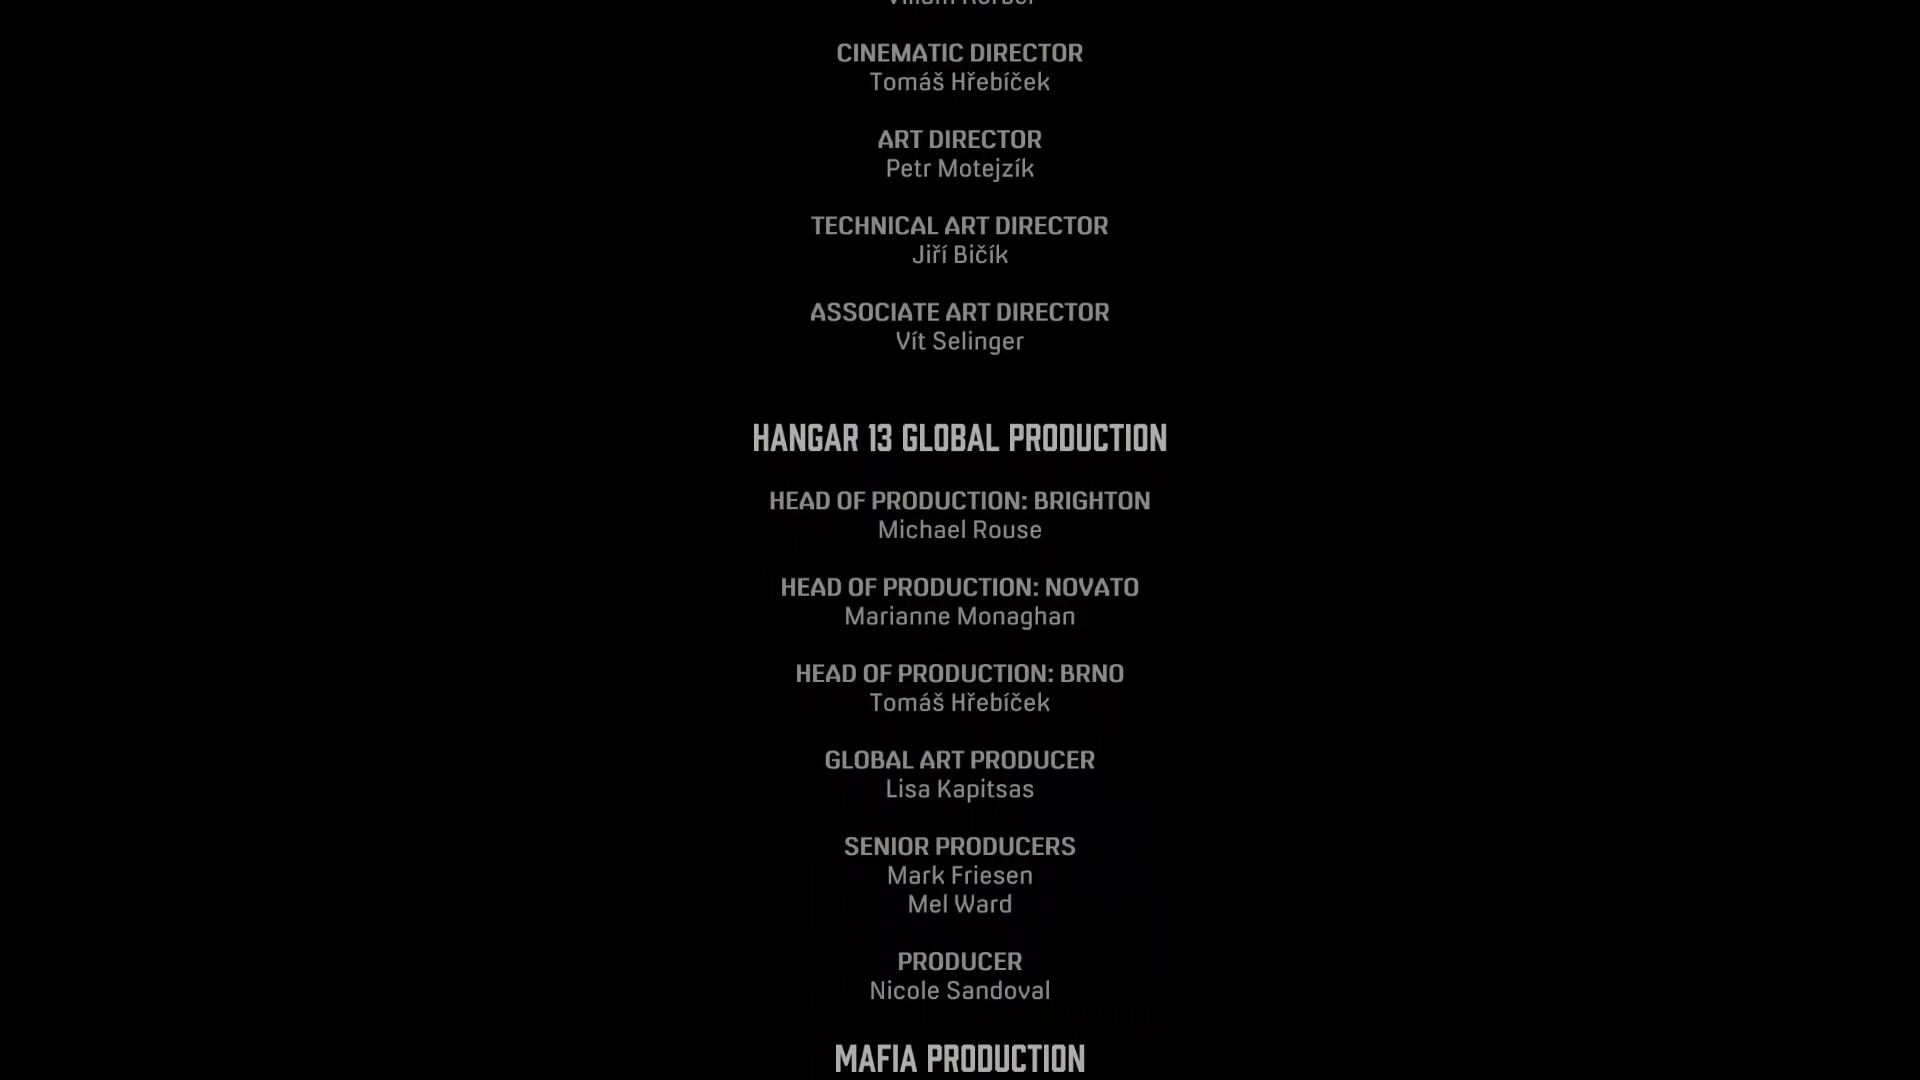 CINEMATIC DIRECTOR
Tomáš Hřebíček
ART DIRECTOR
Petr Motejzík
TECHNICAL ART DIRECTOR
Jiří Bičík
ASSOCIATE ART DIRECTOR
Vít Selinger
HANGAR 13 GLOBAL PRODUCTION
HEAD OF PRODUCTION: BRIGHTON
Michael Rouse
HEAD OF PRODUCTION: NOVATO
Marianne Monaghan
HEAD OF PRODUCTION: BRNO
Tomáš Hřebíček
GLOBAL ART PRODUCER
Lisa Kapitsas
SENIOR PRODUCERS
Mark Friesen
Mel Ward
PRODUCER
Nicole Sandoval
MAFIA PRODUCTION